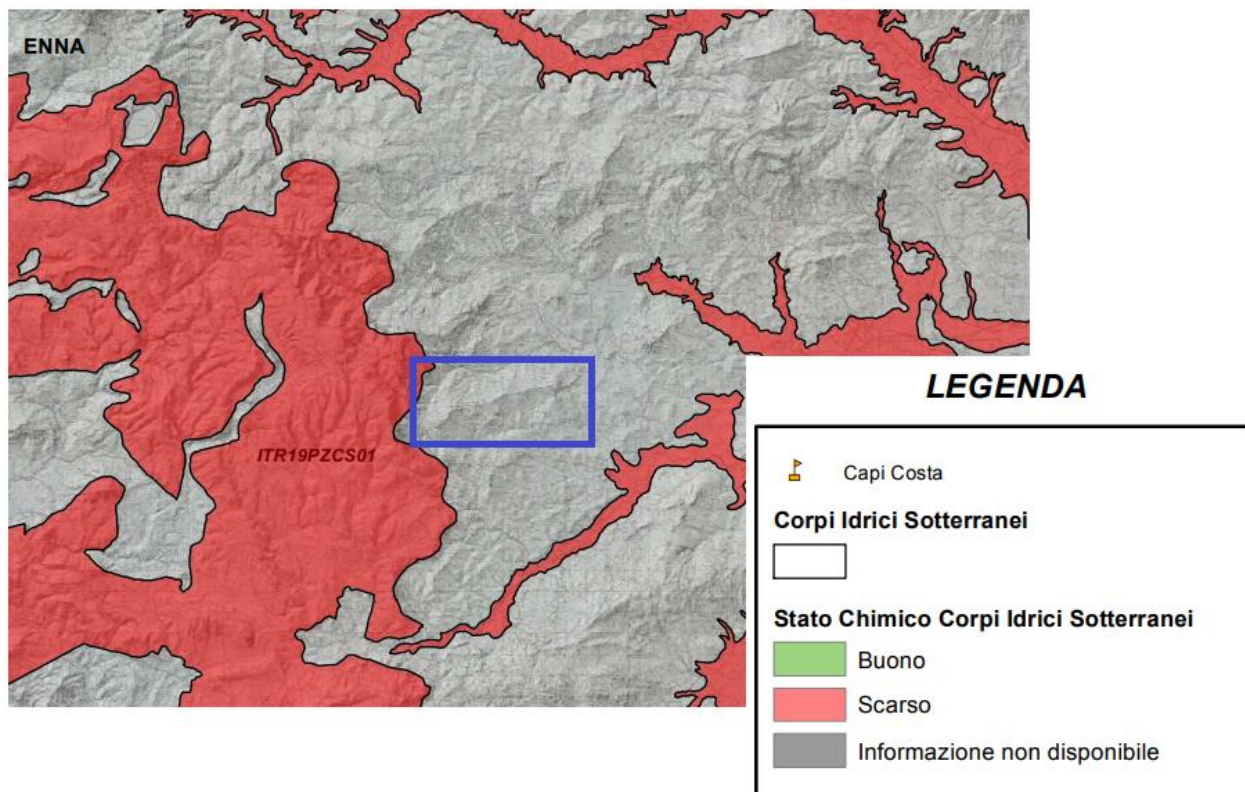 ENNA
ITR19PZCS01
LEGENDA
Capi Costa
Corpi Idrici Sotterranei
Stato Chimico Corpi Idrici Sotterranei
Buono
Scarso
Informazione non disponibile